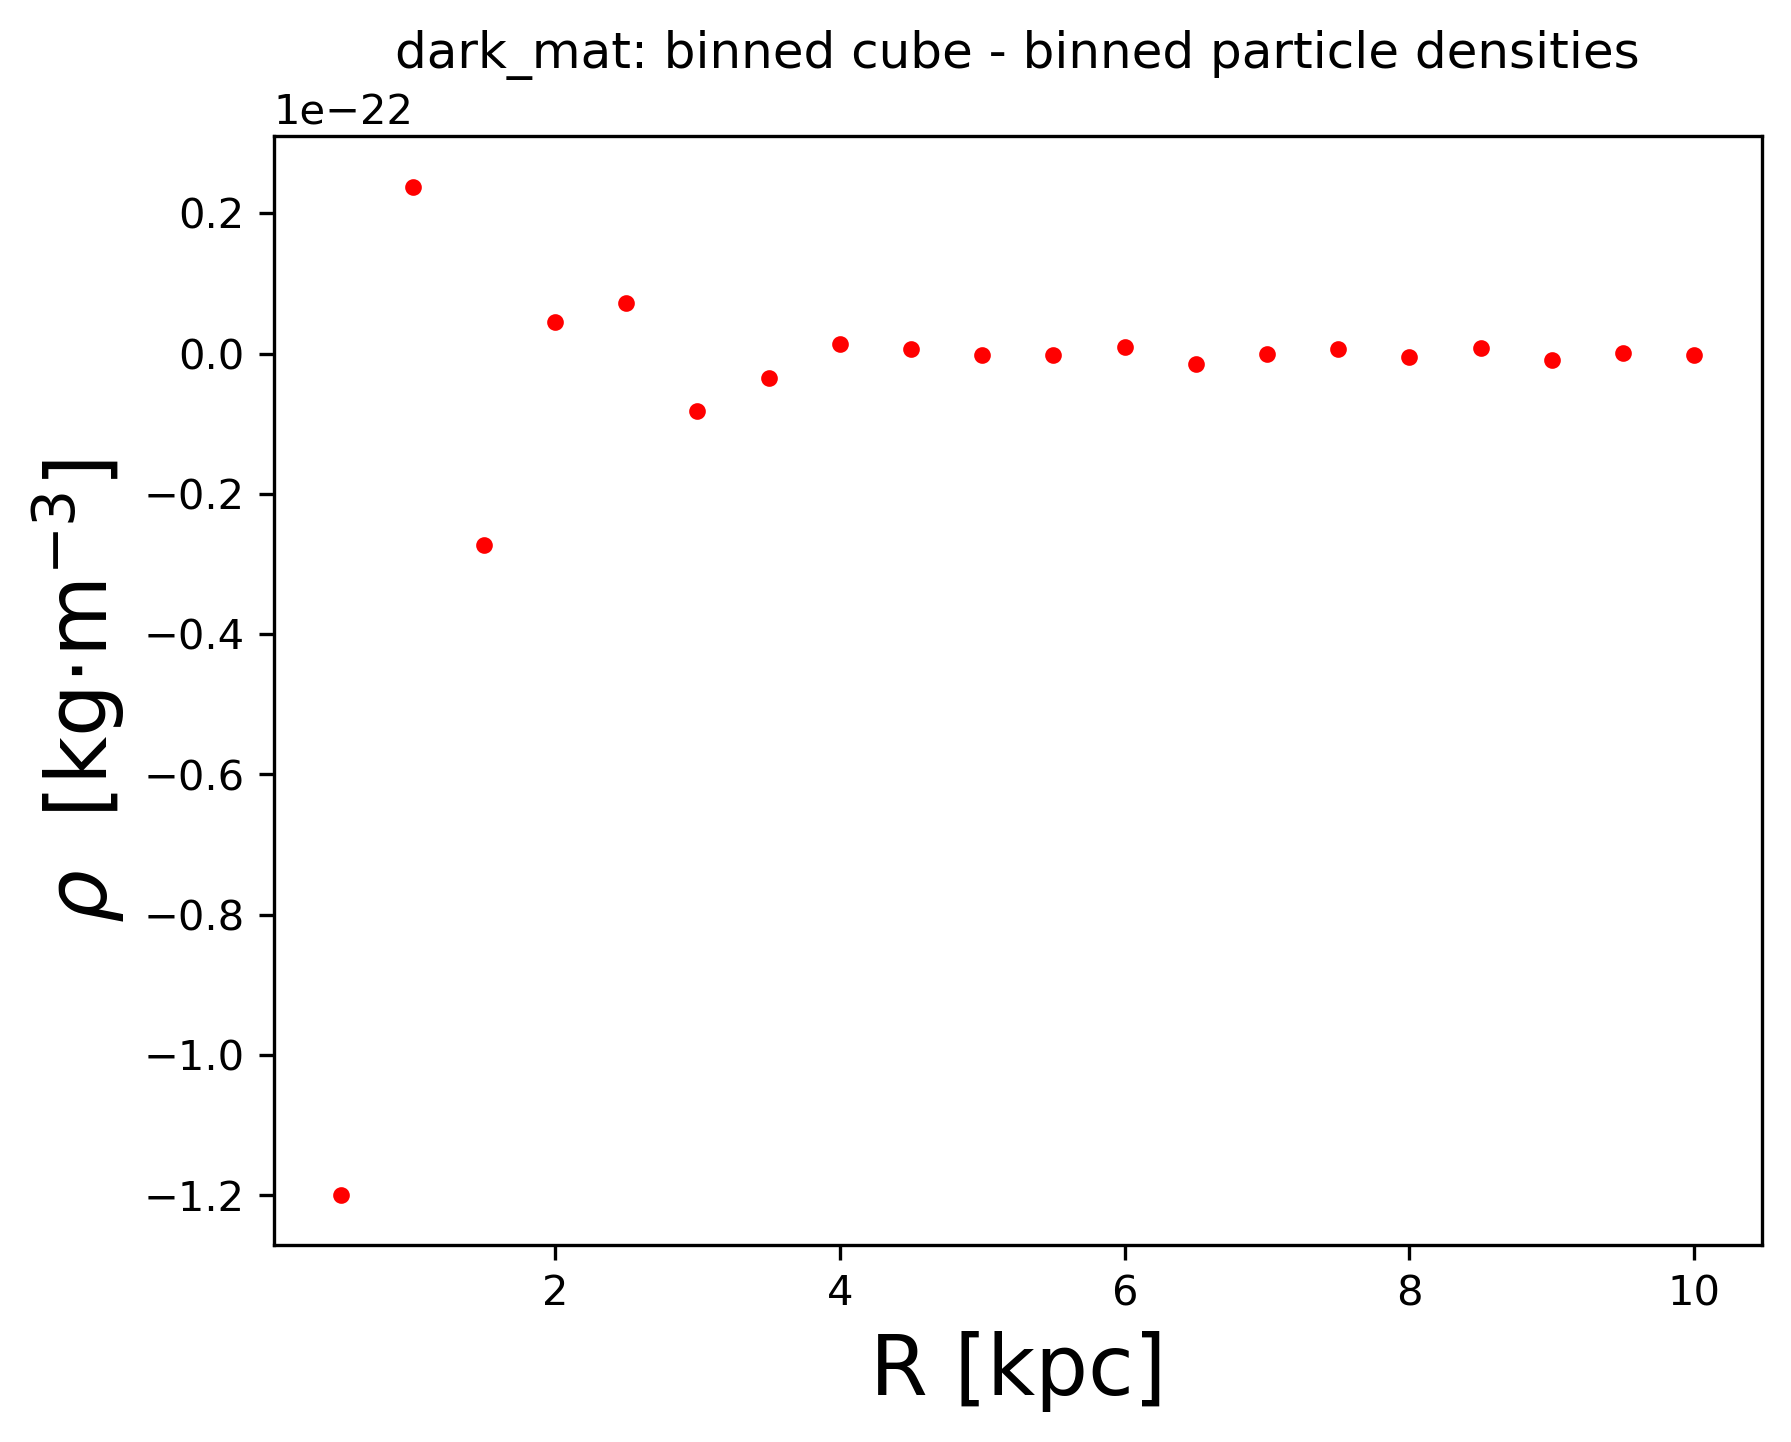 dark_mat: binned cube - binned particle densities
1e−22
0.2
0.0
−0.2
−0.4
−0.6
−0.8
−1.0
−1.2
ρ [kg·m⁻³]
2 4 6 8 10
R [kpc]